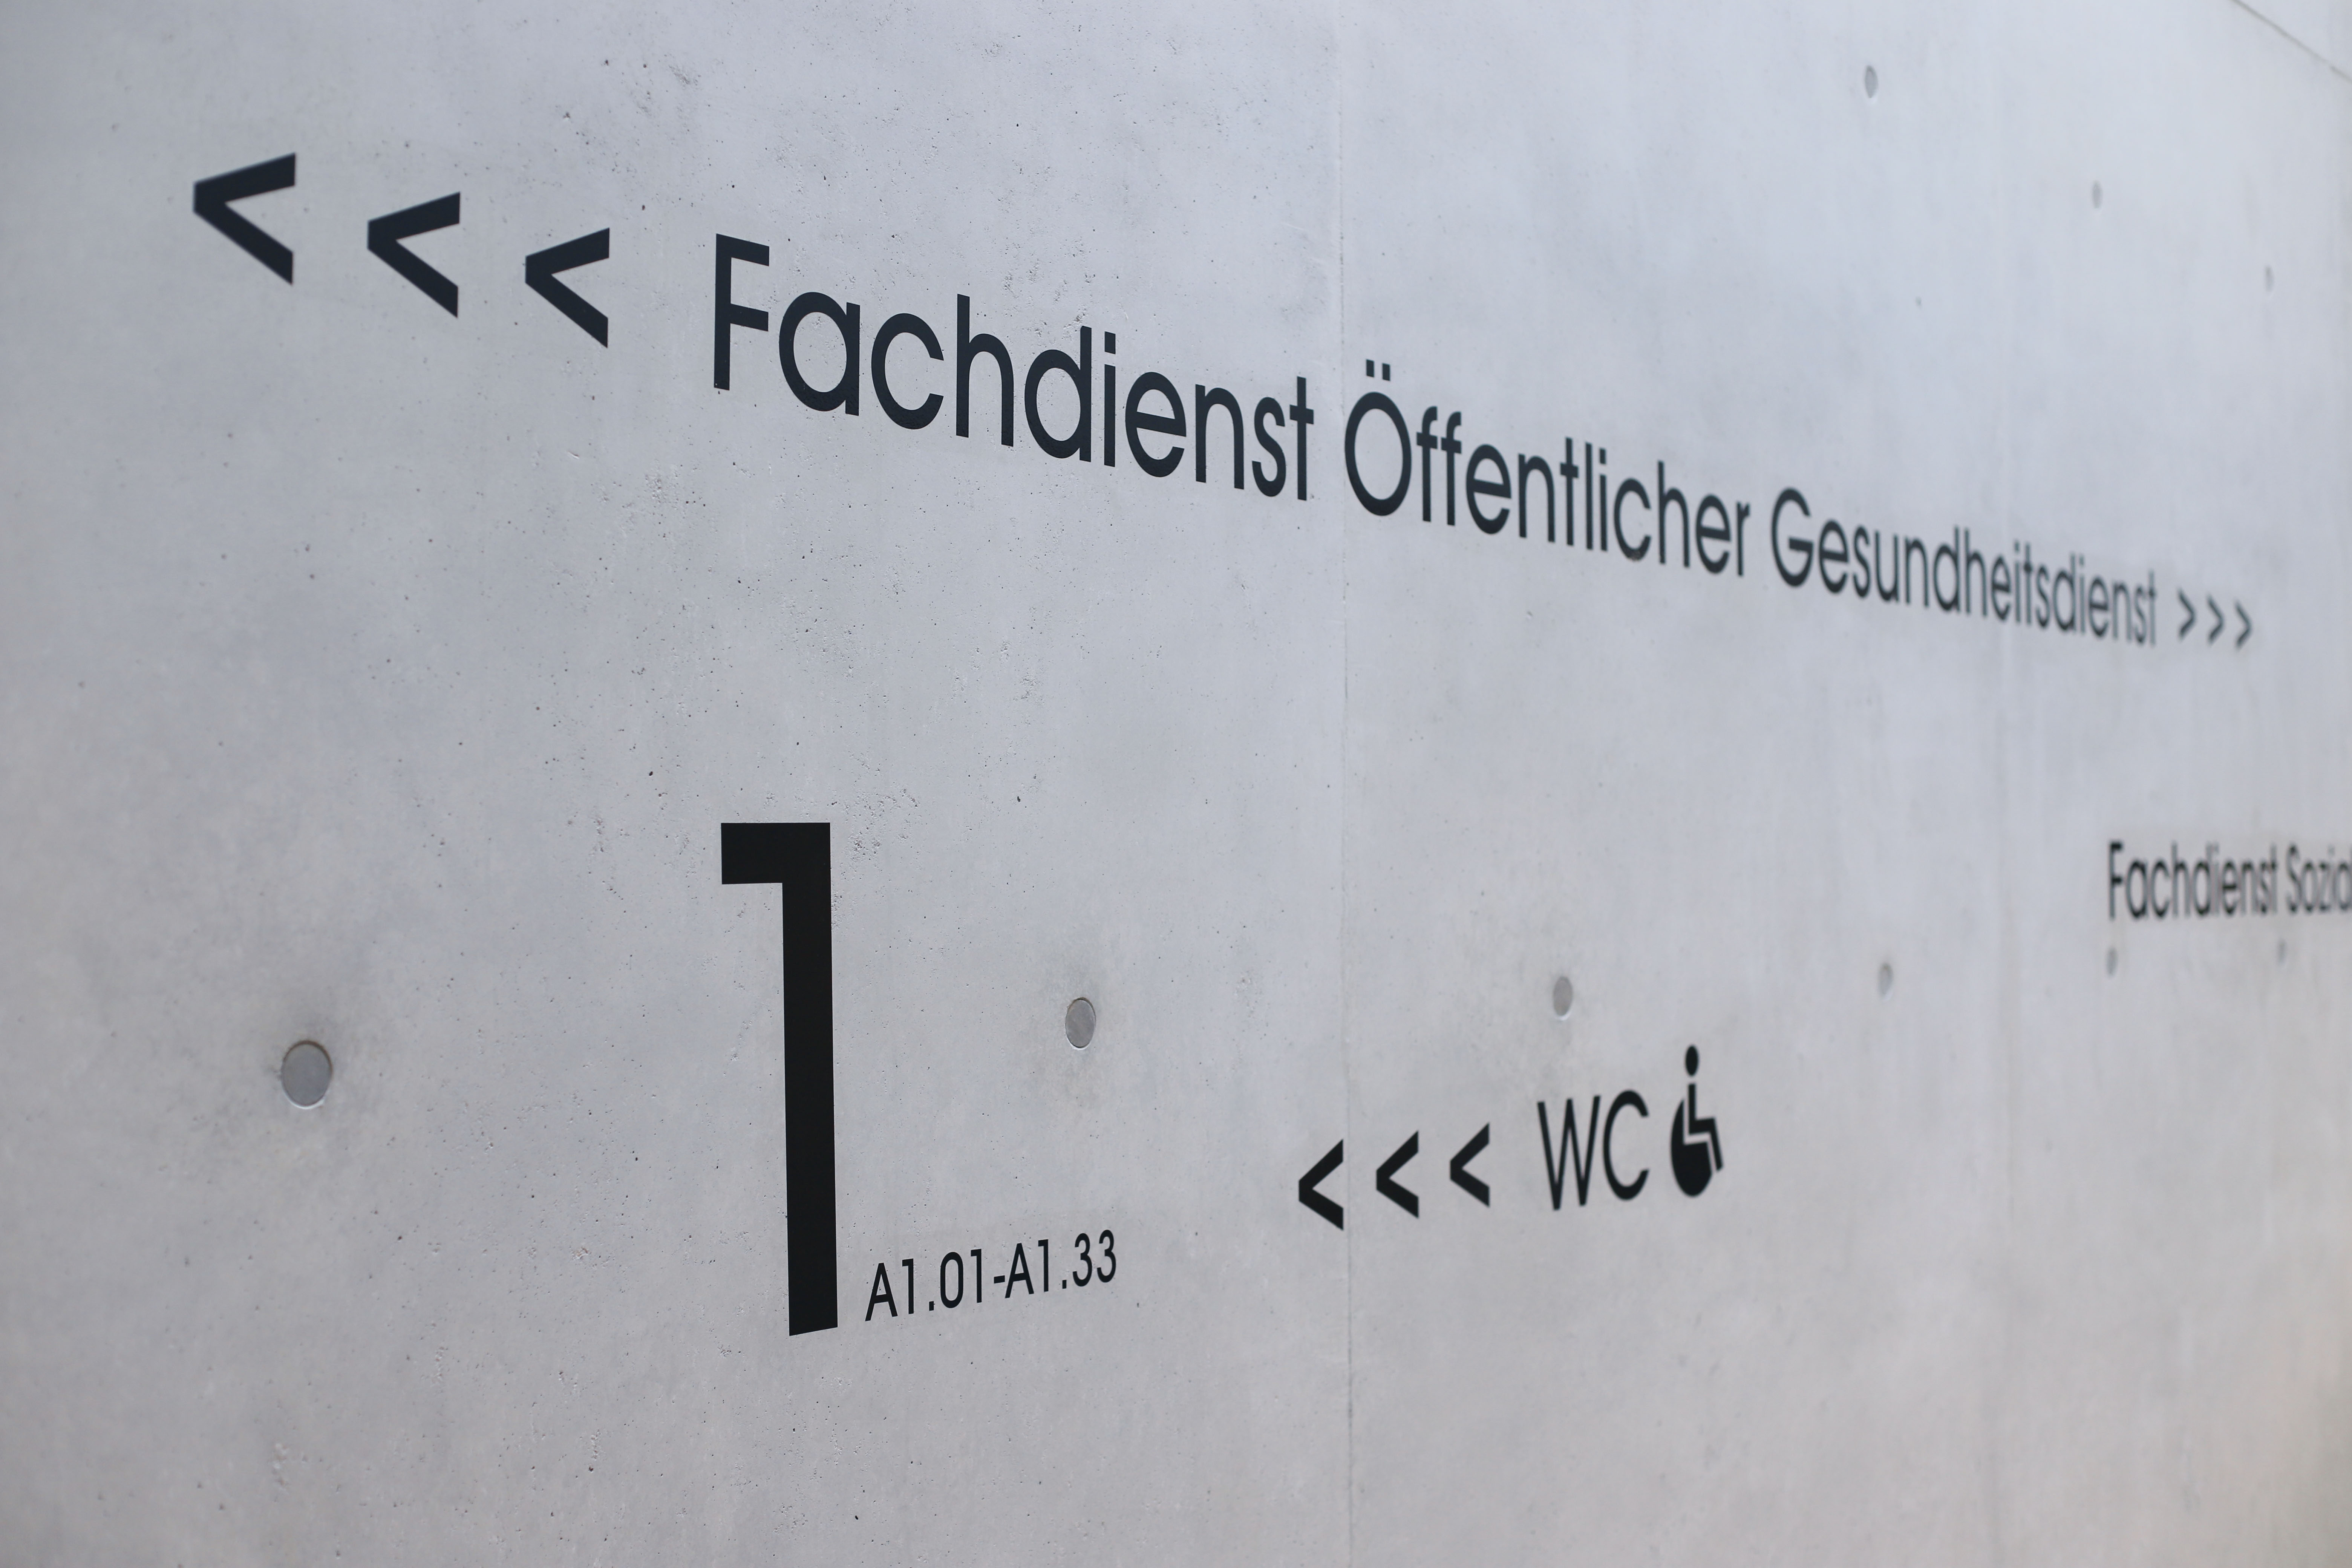 <<< Fachdienst Öffentlicher Gesundheitsdienst >>>
Fachdienst
1
A1.01-A1.33
<<< WC